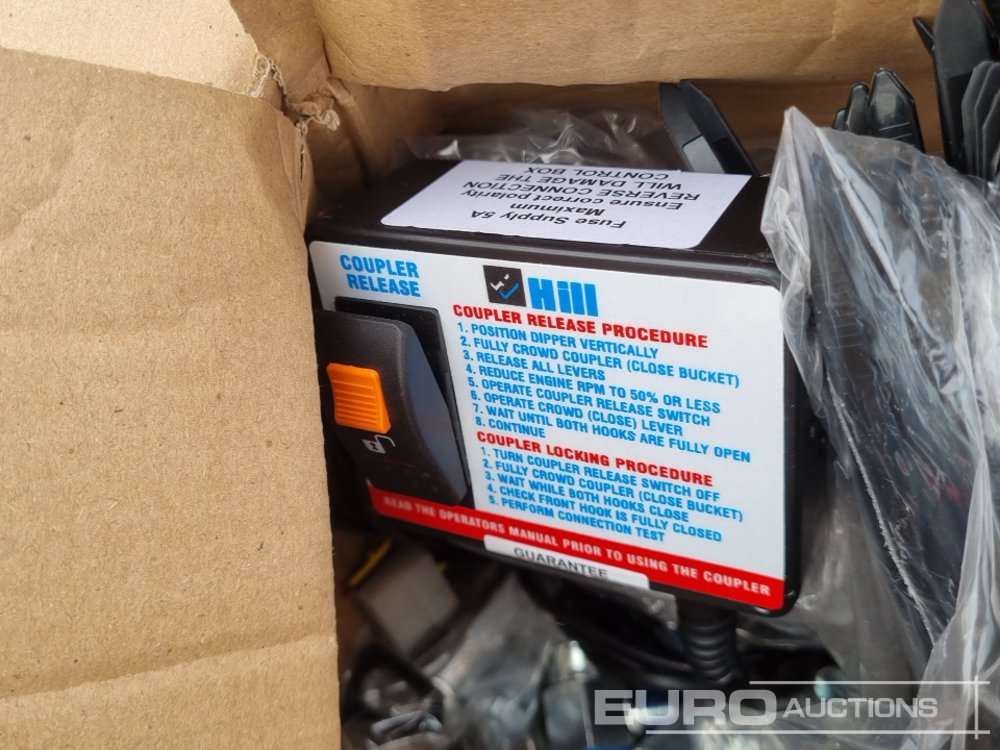 Fuse Supply 5A
Maximum
Ensure correct polarity
REVERSE CONNECTION
WILL DAMAGE THE
CONTROL BOX
COUPLER
RELEASE
Hill
COUPLER RELEASE PROCEDURE
1. POSITION DIPPER VERTICALLY
2. FULLY CROWD COUPLER (CLOSE BUCKET)
3. RELEASE ALL LEVERS
4. REDUCE ENGINE RPM TO 50% OR LESS
5. OPERATE COUPLER RELEASE SWITCH
6. OPERATE CROWD (CLOSE) LEVER
7. WAIT UNTIL BOTH HOOKS ARE FULLY OPEN
8. CONTINUE
COUPLER LOCKING PROCEDURE
1. TURN COUPLER RELEASE SWITCH OFF
2. FULLY CROWD COUPLER (CLOSE BUCKET)
3. WAIT WHILE BOTH HOOKS CLOSE
4. CHECK FRONT HOOK IS FULLY CLOSED
5. PERFORM CONNECTION TEST
READ THE OPERATORS MANUAL PRIOR TO USING THE COUPLER
GUARANTEE
EURO AUCTIONS